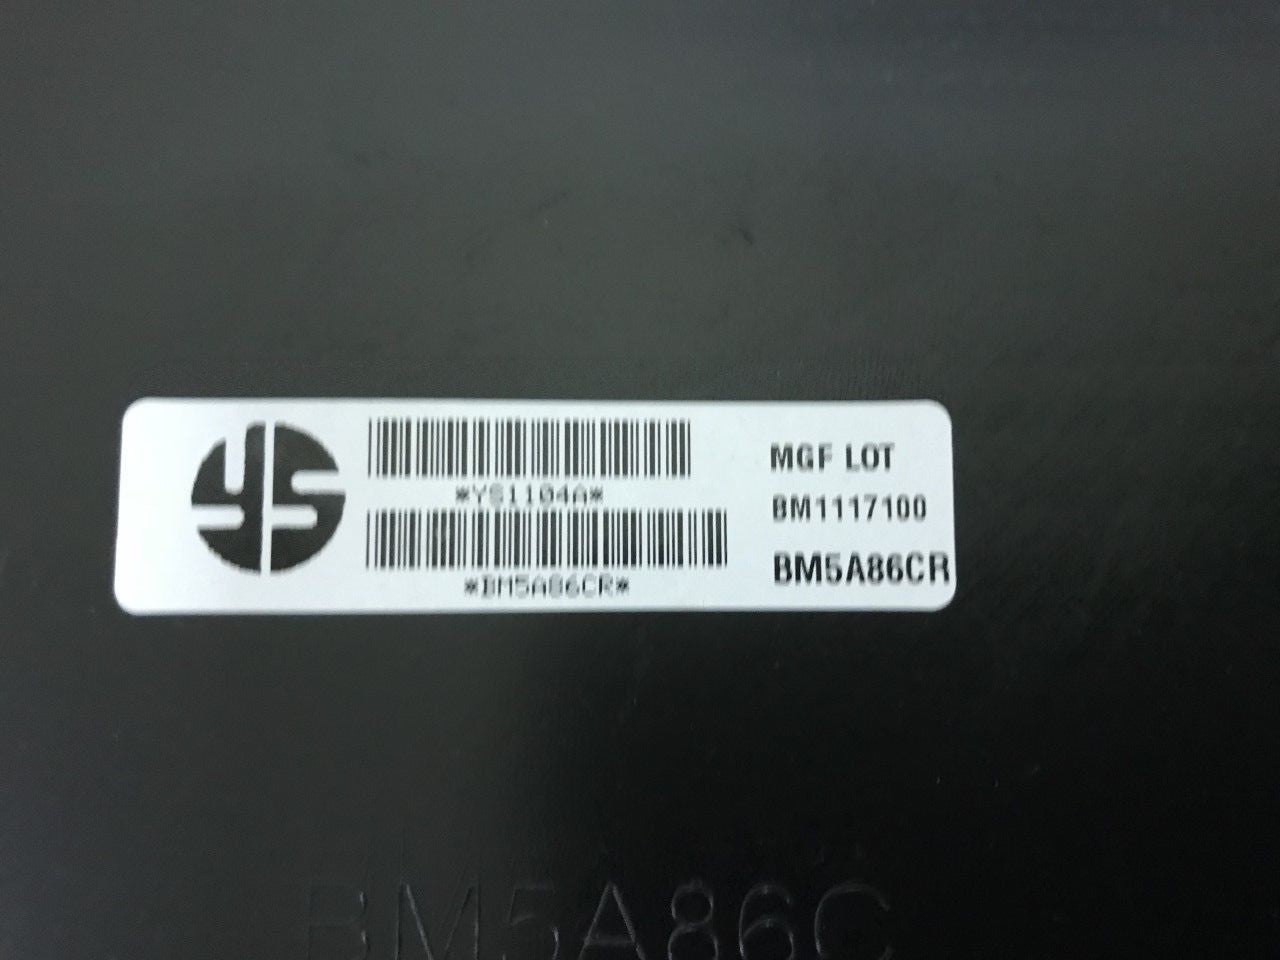 YS
*YS1104A*
*BM5A86CR*
MGF LOT
BM1117100
BM5A86CR
BM5A86C